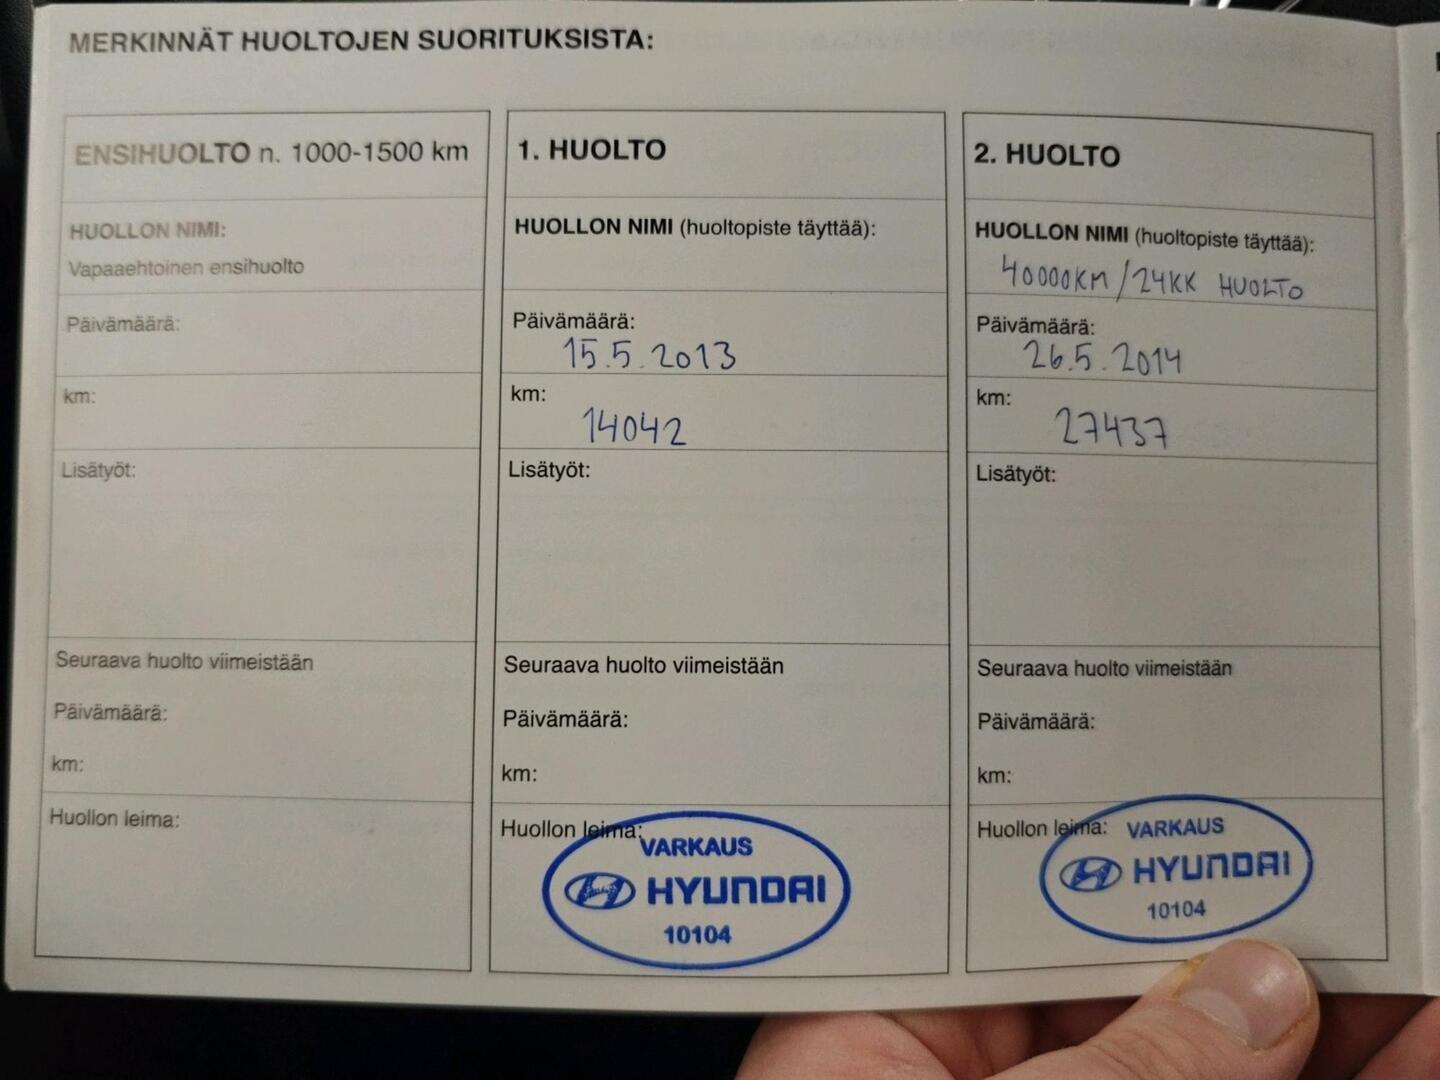 MERKINNÄT HUOLTOJEN SUORITUKSISTA:
ENSIHUOLTO n. 1000-1500 km
HUOLLON NIMI:
Vapaaehtoinen ensihuolto
Päivämäärä:
km:
Lisätyöt:
Seuraava huolto viimeistään
Päivämäärä:
km:
Huollon leima:
1. HUOLTO
HUOLLON NIMI (huoltopiste täyttää):
Päivämäärä:
15.5.2013
km:
14042
Lisätyöt:
Seuraava huolto viimeistään
Päivämäärä:
km:
Huollon leima:
VARKAUS
HYUNDAI
10104
2. HUOLTO
HUOLLON NIMI (huoltopiste täyttää):
40000KM/24KK HUOLTO
Päivämäärä:
26.5.2014
km:
27437
Lisätyöt:
Seuraava huolto viimeistään
Päivämäärä:
km:
Huollon leima:
VARKAUS
HYUNDAI
10104